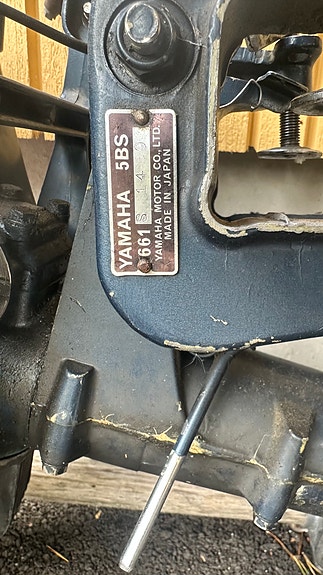 YAMAHA 5BS
661 S
YAMAHA MOTOR CO., LTD.
MADE IN JAPAN